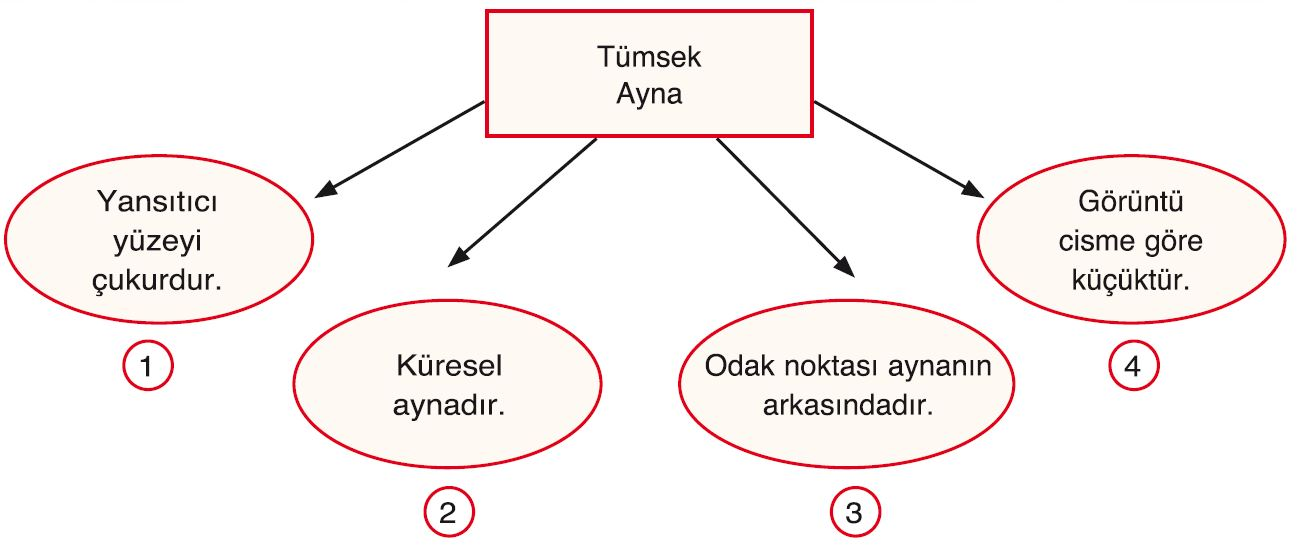 Tümsek
Ayna
Yansıtıcı
yüzeyi
çukurdur.
1
Küresel
aynadır.
2
Odak noktası aynanın
arkasındadır.
3
Görüntü
cisme göre
küçüktür.
4